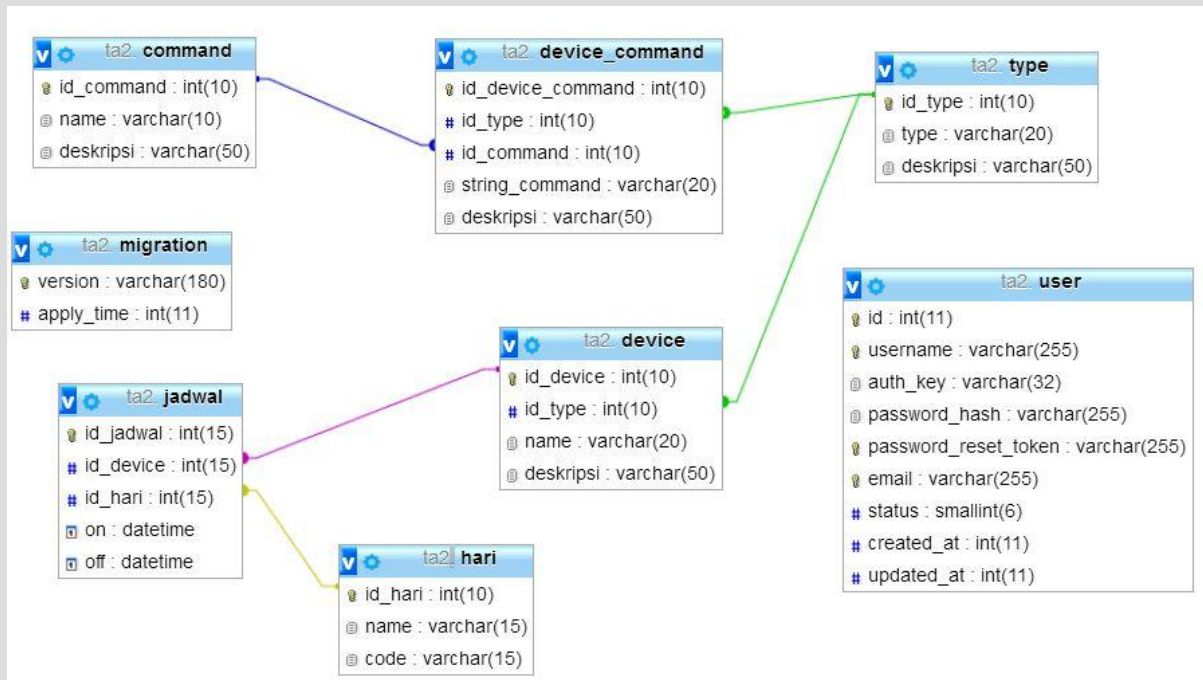 ta2. command
id_command : int(10)
name : varchar(10)
deskripsi : varchar(50)
ta2. device_command
id_device_command : int(10)
# id_type : int(10)
# id_command : int(10)
string_command : varchar(20)
deskripsi : varchar(50)
ta2. type
id_type : int(10)
type : varchar(20)
deskripsi : varchar(50)
ta2. migration
version : varchar(180)
# apply_time : int(11)
ta2. user
id : int(11)
username : varchar(255)
auth_key : varchar(32)
password_hash : varchar(255)
password_reset_token : varchar(255)
email : varchar(255)
# status : smallint(6)
# created_at : int(11)
# updated_at : int(11)
ta2. device
id_device : int(10)
# id_type : int(10)
name : varchar(20)
deskripsi : varchar(50)
ta2. jadwal
id_jadwal : int(15)
# id_device : int(15)
# id_hari : int(15)
on : datetime
off : datetime
ta2. hari
id_hari : int(10)
name : varchar(15)
code : varchar(15)